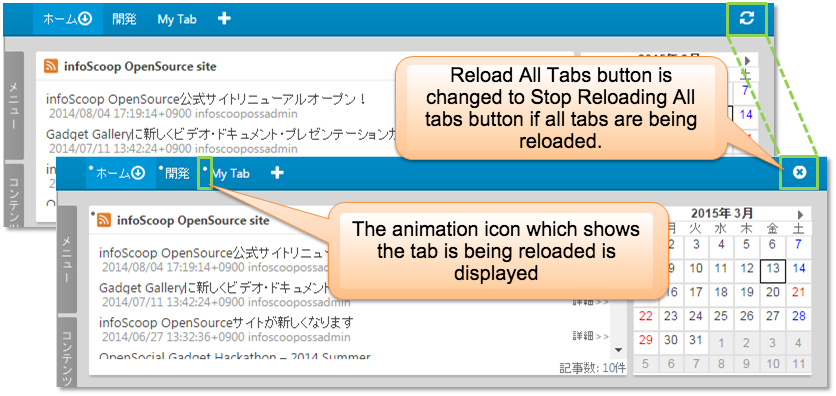 ホーム 開発 My Tab
メニュー
infoScoop OpenSource site
infoScoop OpenSource公式サイトリニューアルオープン！
2014/08/04 17:19:14+0900 infoscoopossadmin
Gadget Galleryに新しくビデオ・ドキュメント・プレゼンテーションカ
2014/07/11 13:42:24+0900 infoscoopossadmin
コンテンツ
2015年 3月
土
7
14
Reload All Tabs button is
changed to Stop Reloading All
tabs button if all tabs are being
reloaded.
ホーム 開発 My Tab
メニュー
infoScoop OpenSource site
infoScoop OpenSource公式サイトリニュー
2014/08/04 17:19:14+0900 infoscoopossadmin
Gadget Galleryに新しくビデオ・ドキュメント
2014/07/11 13:42:24+0900 infoscoopossadmin
詳細>>
infoScoop OpenSourceサイトが新しくなります
2014/06/27 13:32:36+0900 infoscoopossadmin
詳細>>
OpenSocial Gadget Hackathon – 2014 Summer
記事数: 10件
コンテンツ
The animation icon which shows
the tab is being reloaded is
displayed
2015年 3月
月 火 水 木 金 土
2 3 4 5 6 7
9 10 11 12 13 14
16 17 18 19 20 21
22 23 24 25 26 27 28
29 30 31 1 2 3 4
5 6 7 8 9 10 11